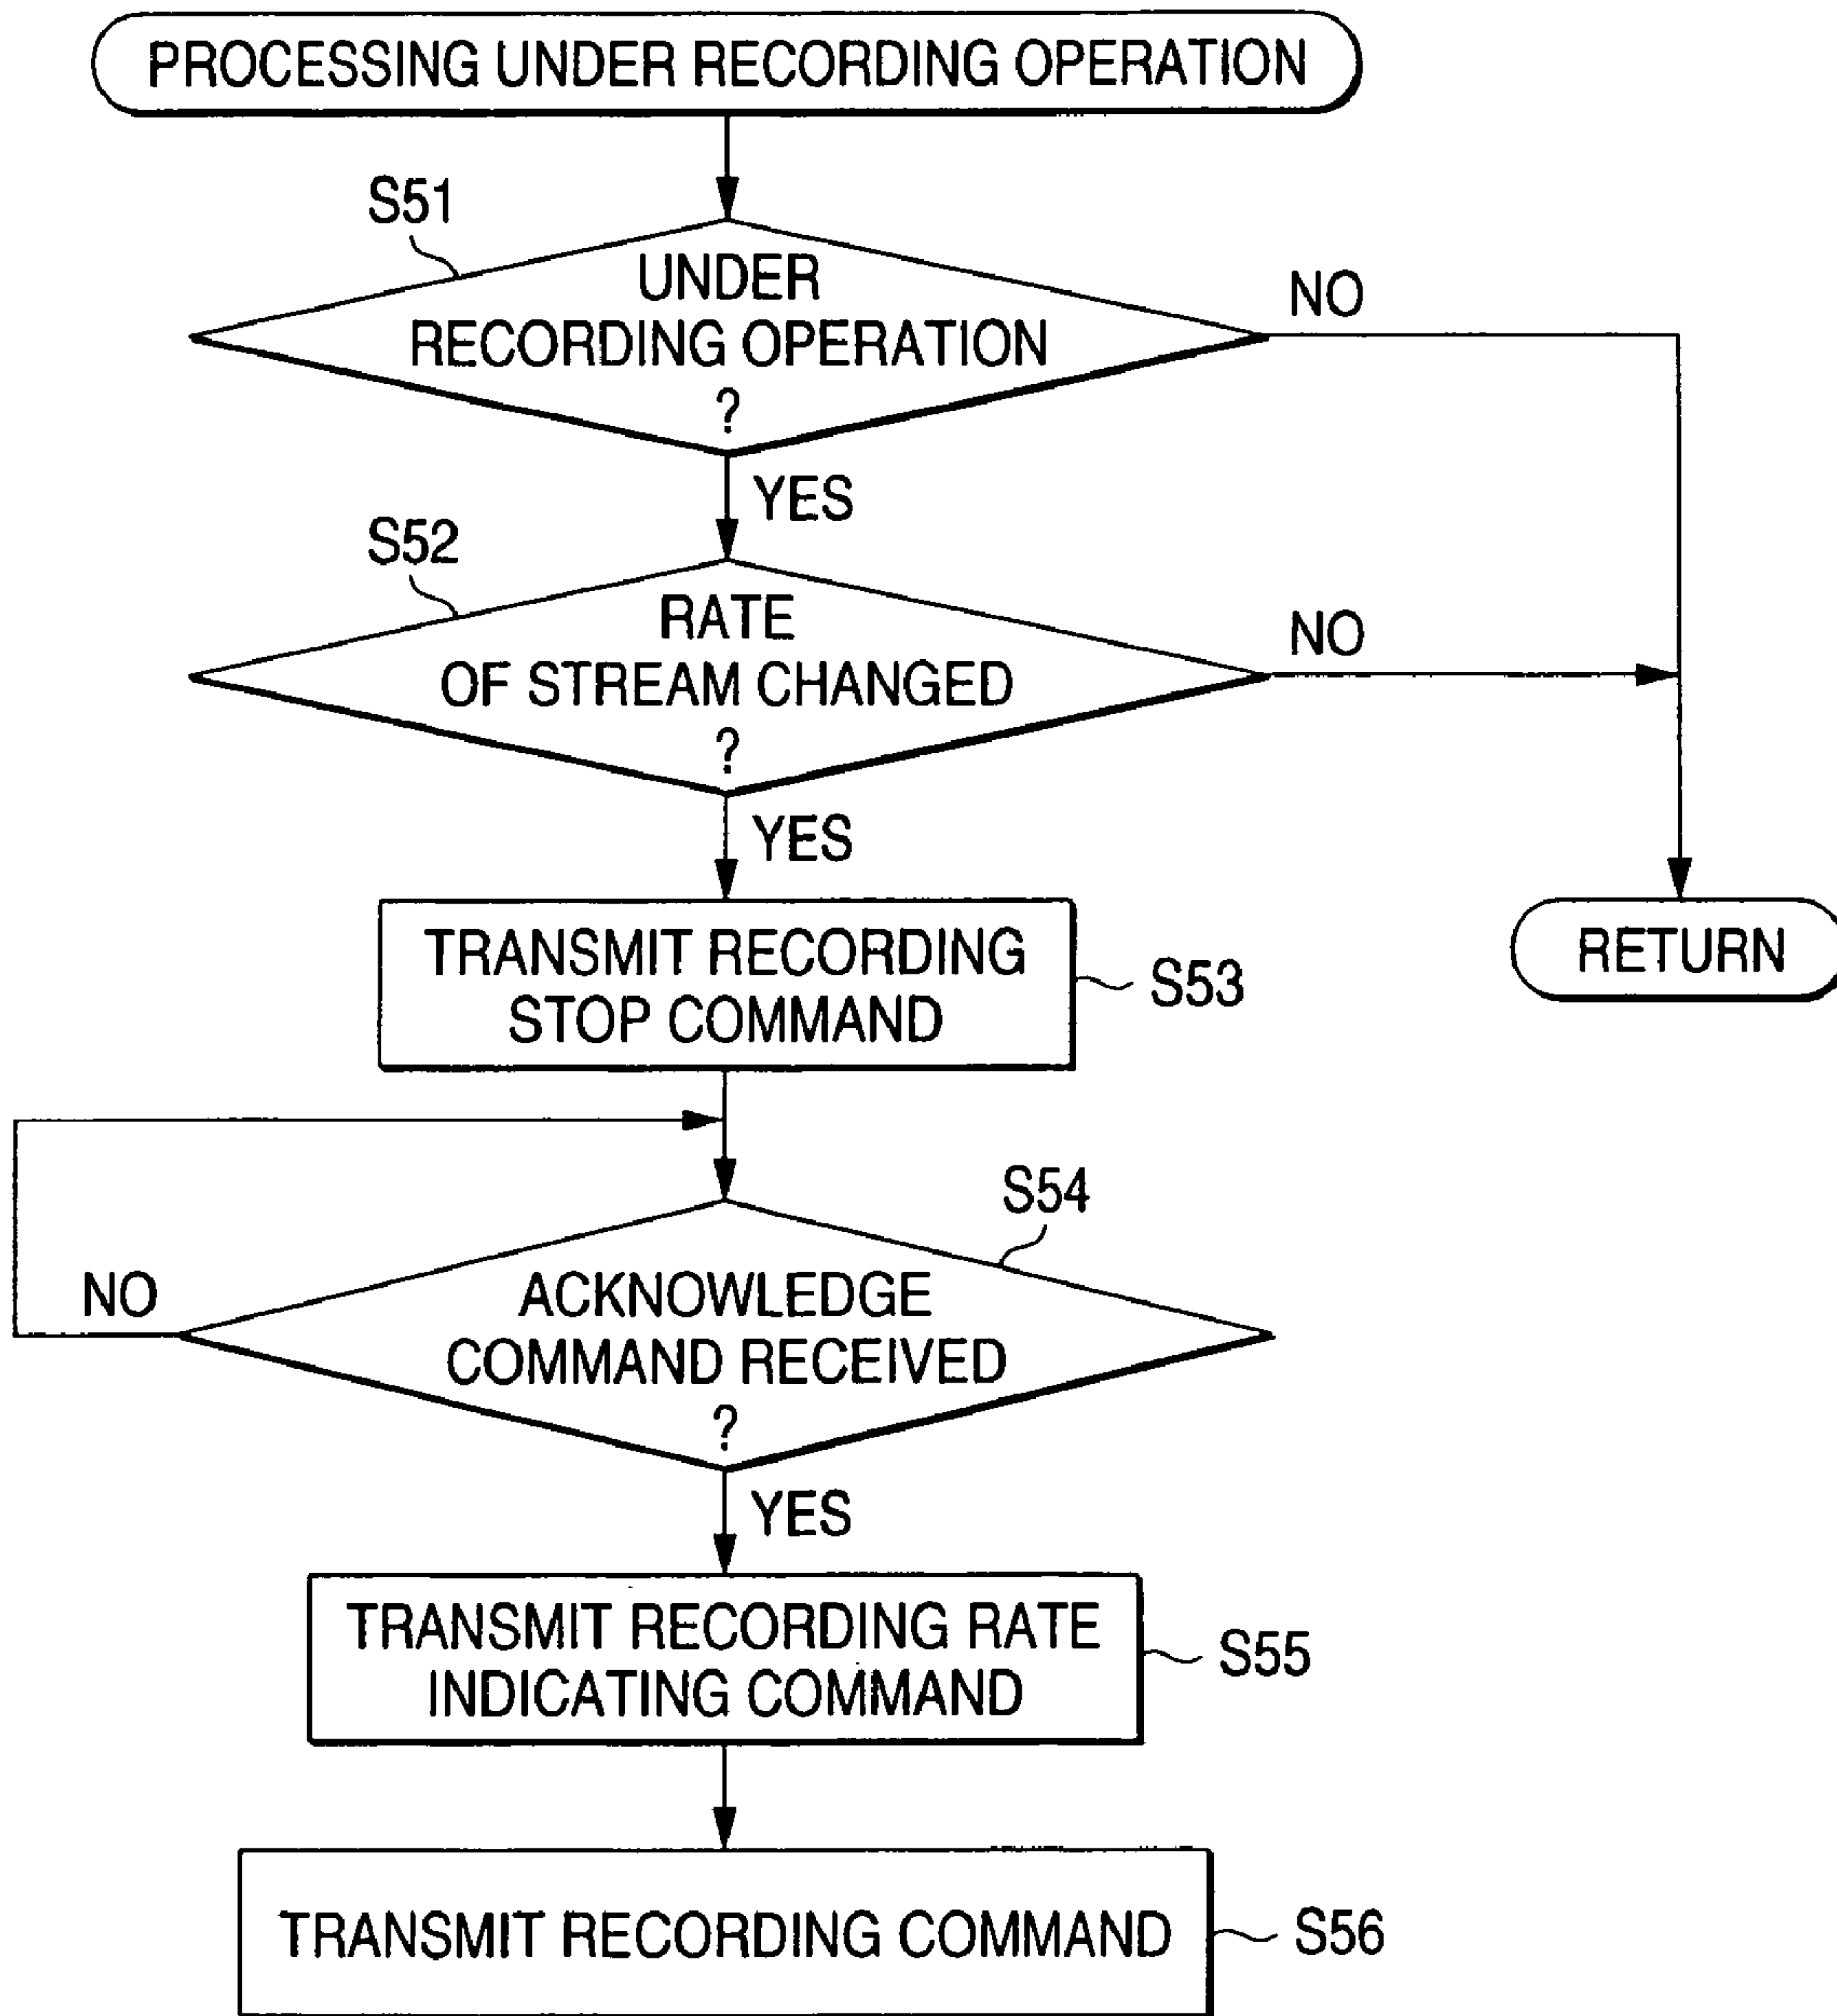 PROCESSING UNDER RECORDING OPERATION
S51
UNDER
RECORDING OPERATION
?
NO
YES
S52
RATE
OF STREAM CHANGED
?
NO
YES
TRANSMIT RECORDING
STOP COMMAND
S53
RETURN
S54
ACKNOWLEDGE
COMMAND RECEIVED
?
NO
YES
TRANSMIT RECORDING RATE
INDICATING COMMAND
S55
TRANSMIT RECORDING COMMAND
S56